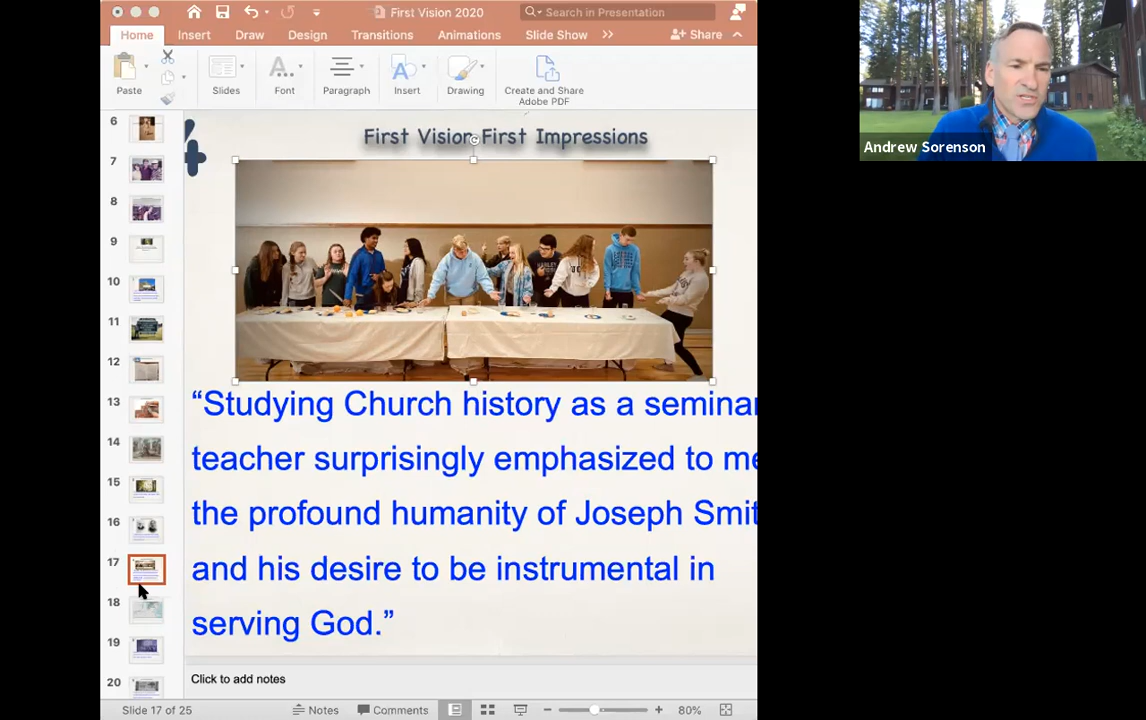 First Vision 2020
Search in Presentation
Home
Insert
Draw
Design
Transitions
Animations
Slide Show
Share
Paste
Slides
Font
Paragraph
Insert
Drawing
Create and Share
Adobe PDF
Andrew Sorenson
First Vision First Impressions
“Studying Church history as a seminar
teacher surprisingly emphasized to me
the profound humanity of Joseph Smit
and his desire to be instrumental in
serving God.”
6
7
8
9
10
11
12
13
14
15
16
17
18
19
20
Click to add notes
Slide 17 of 25
Notes
Comments
80%